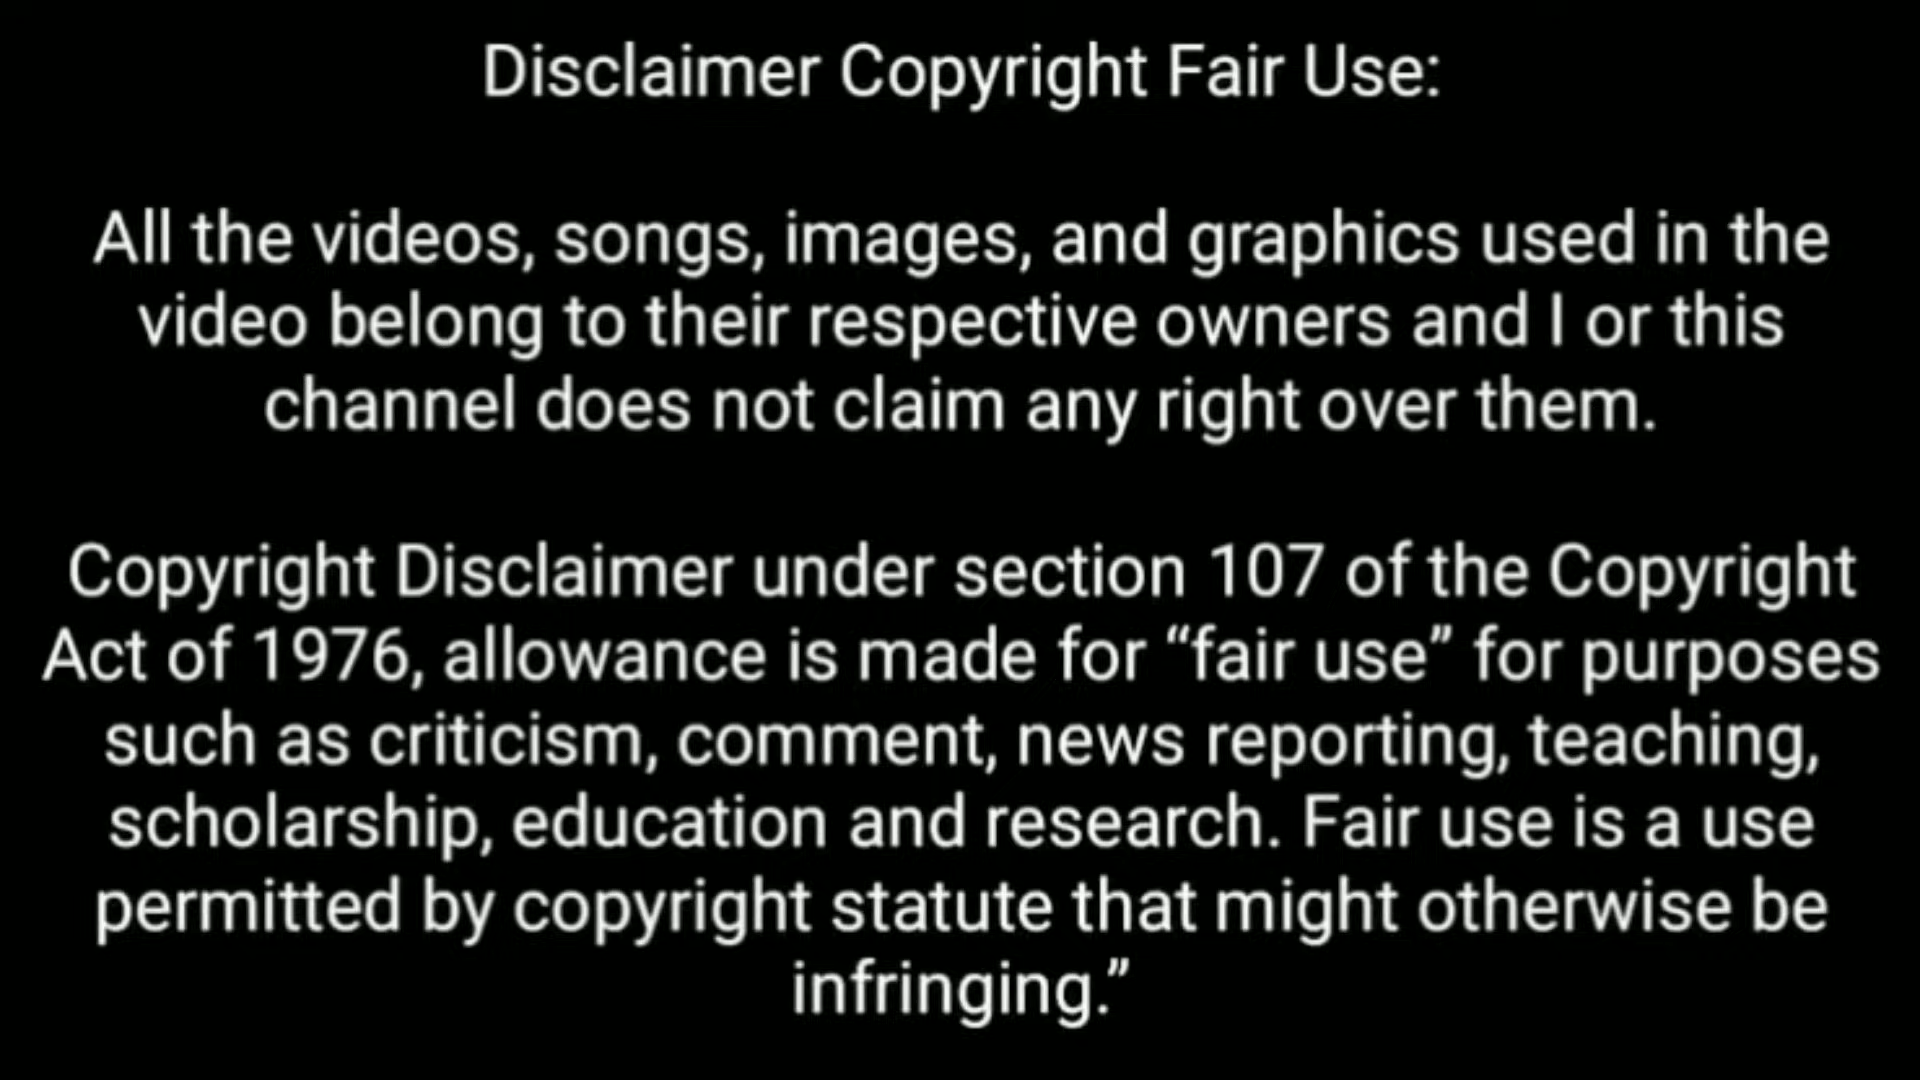 Disclaimer Copyright Fair Use:
All the videos, songs, images, and graphics used in the
video belong to their respective owners and I or this
channel does not claim any right over them.
Copyright Disclaimer under section 107 of the Copyright
Act of 1976, allowance is made for “fair use” for purposes
such as criticism, comment, news reporting, teaching,
scholarship, education and research. Fair use is a use
permitted by copyright statute that might otherwise be
infringing.”